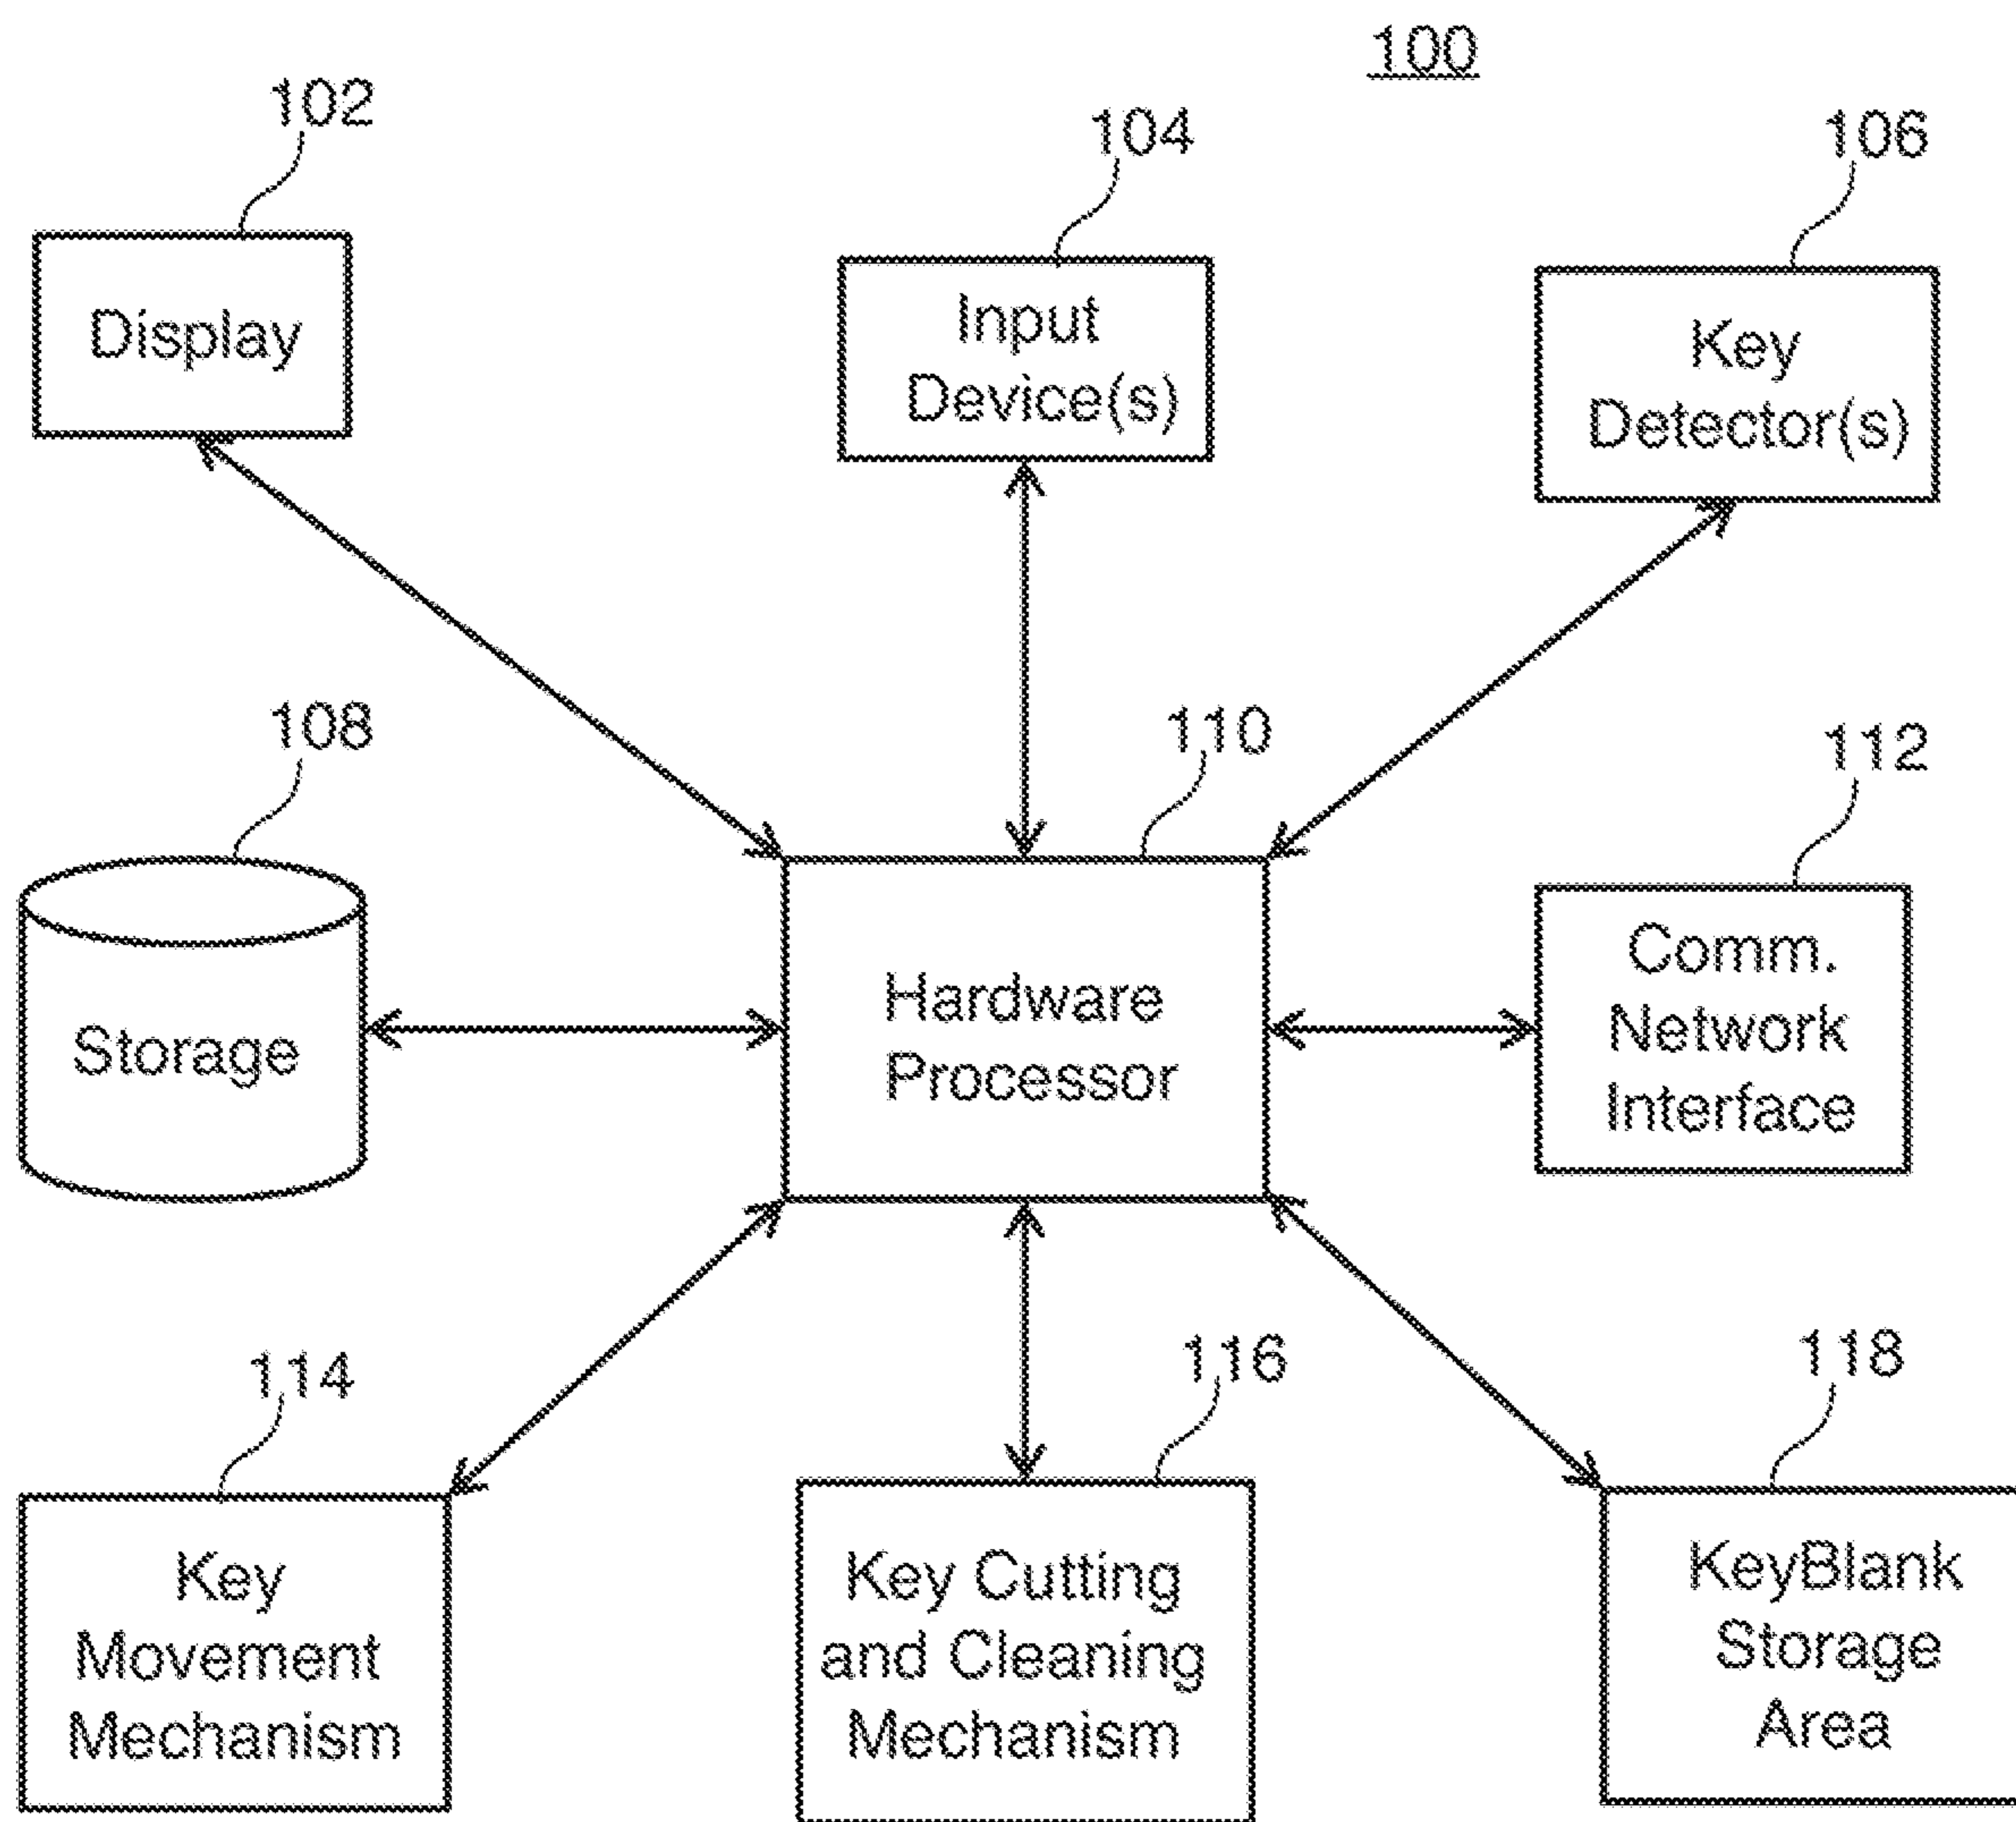 100
102
104
106
Display
Input
Device(s)
Key
Detector(s)
108
110
112
Storage
Hardware
Processor
Comm.
Network
Interface
114
116
118
Key
Movement
Mechanism
Key Cutting
and Cleaning
Mechanism
KeyBlank
Storage
Area